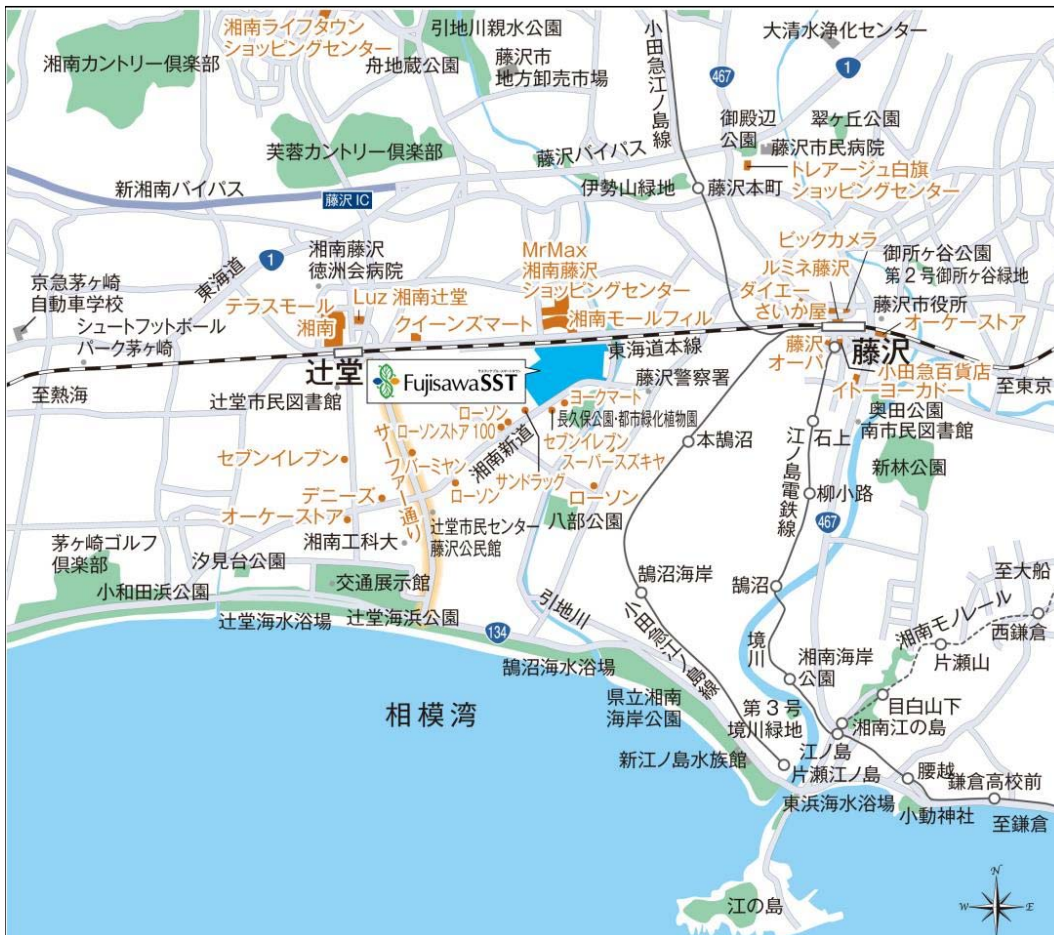 湘南ライフタウン
ショッピングセンター
湘南カントリー倶楽部
舟地蔵公園
引地川親水公園
藤沢市
地方卸売市場
小田急江ノ島線
467
大清水浄化センター
1
御殿辺
公園
翠ヶ丘公園
藤沢市民病院
トレアージュ白旗
ショッピングセンター
芙蓉カントリー倶楽部
藤沢バイパス
伊勢山緑地
藤沢本町
新湘南バイパス
藤沢 IC
1
東海道
湘南藤沢
徳洲会病院
京急茅ヶ崎
自動車学校
シュートフットボール
パーク茅ヶ崎
テラスモール
湘南
Luz 湘南辻堂
クイーンズマート
MrMax
湘南藤沢
ショッピングセンター
湘南モールフィル
ビックカメラ
ルミネ藤沢
ダイエー
さいか屋
御所ヶ谷公園
第2号御所ヶ谷緑地
藤沢市役所
オーケーストア
藤沢
藤沢
オーパ
小田急百貨店
イトーヨーカドー
至東京
至熱海
辻堂
辻堂市民図書館
Fujisawa SST
東海道本線
藤沢警察署
ヨークマート
長久保公園・都市緑化植物園
ローソン
ローソンストア 100
湘南新道
セブンイレブン
スーパースズキヤ
サンドラッグ
ローソン
八部公園
本鵠沼
石上
江ノ島電鉄線
奥田公園
南市民図書館
新林公園
柳小路
467
セブンイレブン
サーファー通り
バーミヤン
デニーズ
ローソン
オーケーストア
湘南工科大
辻堂市民センター
藤沢公民館
茅ヶ崎ゴルフ
倶楽部
汐見台公園
小和田浜公園
交通展示館
辻堂海水浴場
辻堂海浜公園
134
引地川
鵠沼海岸
小田急江ノ島線
鵠沼
境川
至大船
湘南モノレール
西鎌倉
片瀬山
湘南海岸
公園
目白山下
湘南江の島
鵠沼海水浴場
県立湘南
海岸公園
第3号
境川緑地
相模湾
新江ノ島水族館
江ノ島
片瀬江ノ島
腰越
鎌倉高校前
東浜海水浴場
小動神社
至鎌倉
江の島
N
W
E